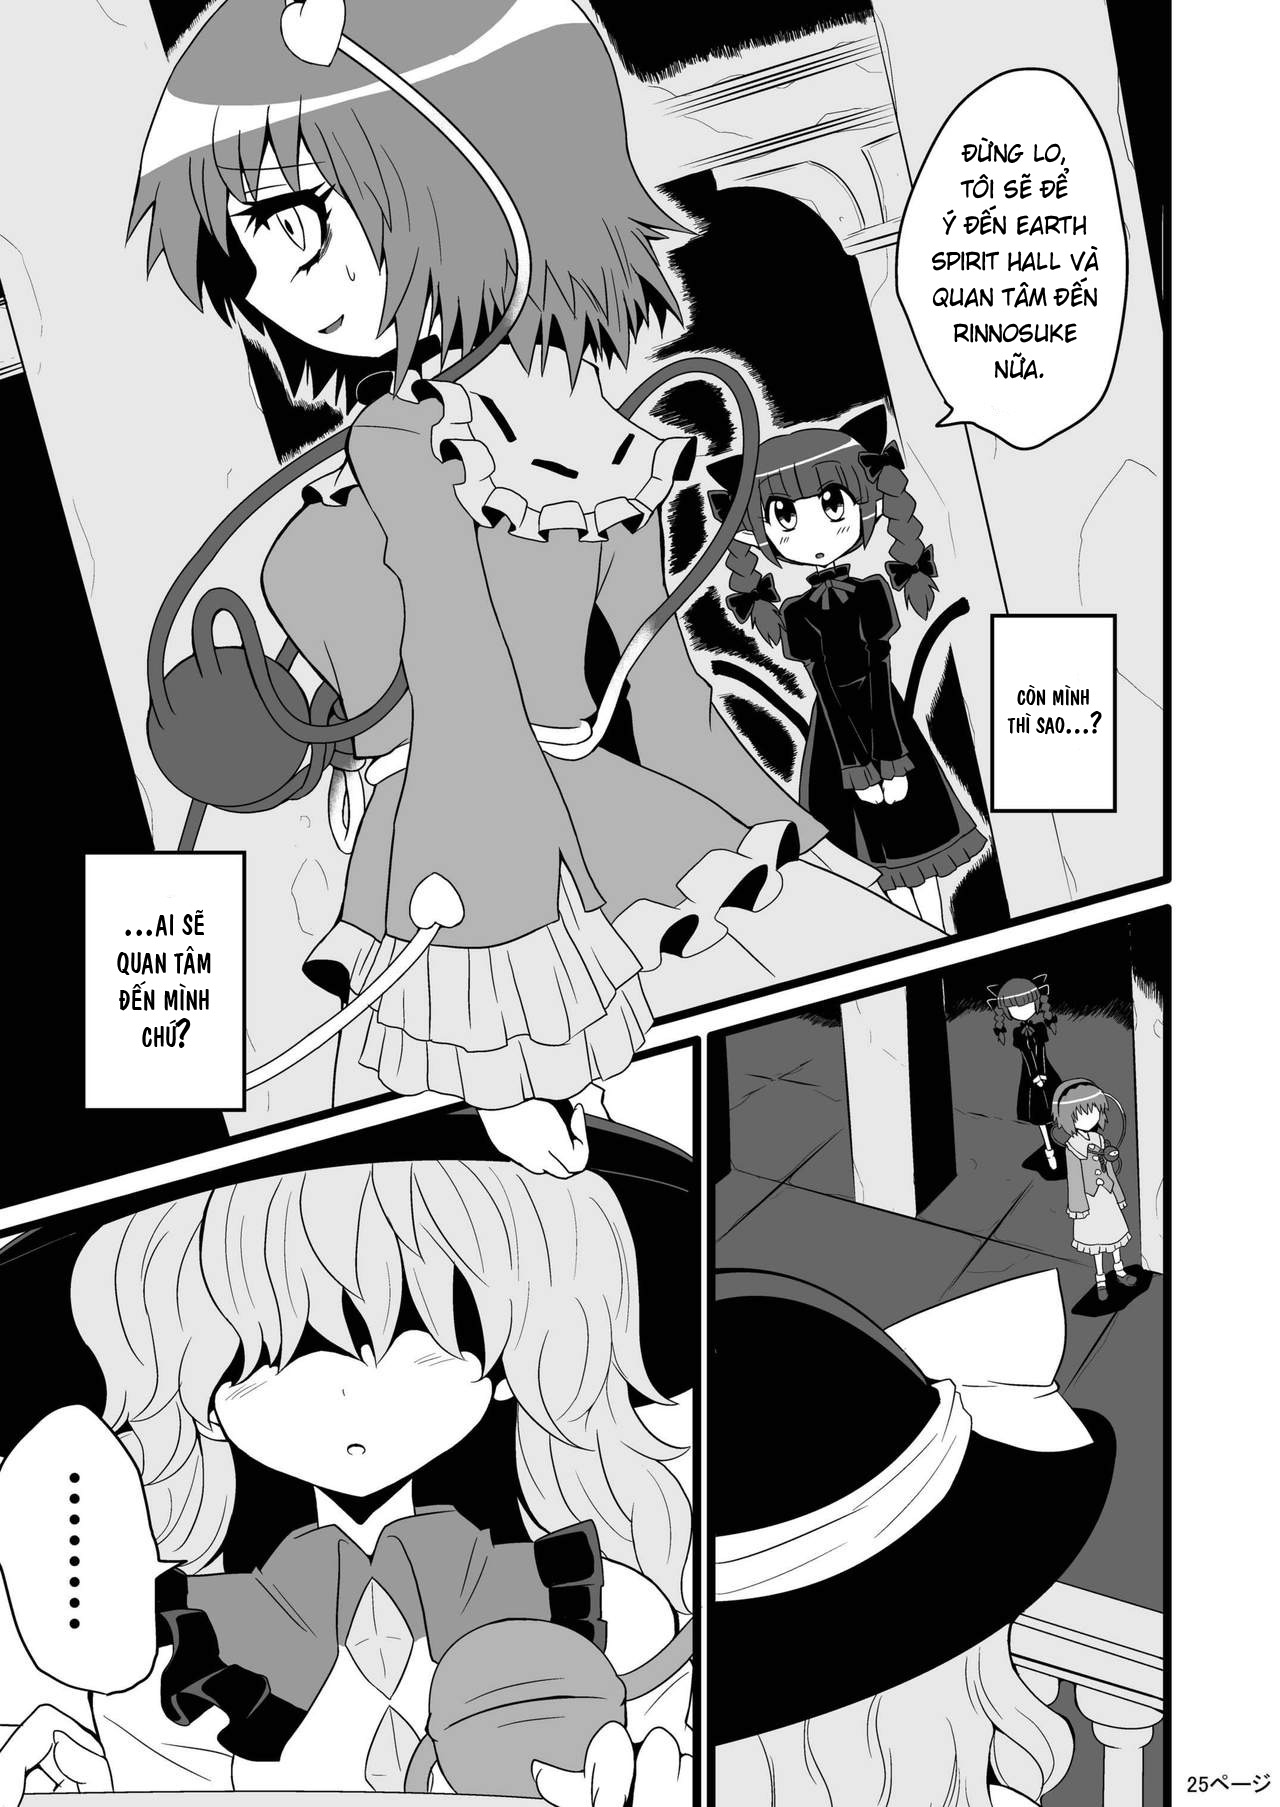 ĐỪNG LO,
TÔI SẼ ĐỂ
Ý ĐẾN EARTH
SPIRIT HALL VÀ
QUAN TÂM ĐẾN
RINNOSUKE
NỮA.
CÒN MÌNH
THÌ SAO...?
...AI SẼ
QUAN TÂM
ĐẾN MÌNH
CHỨ?
.........
25ページ